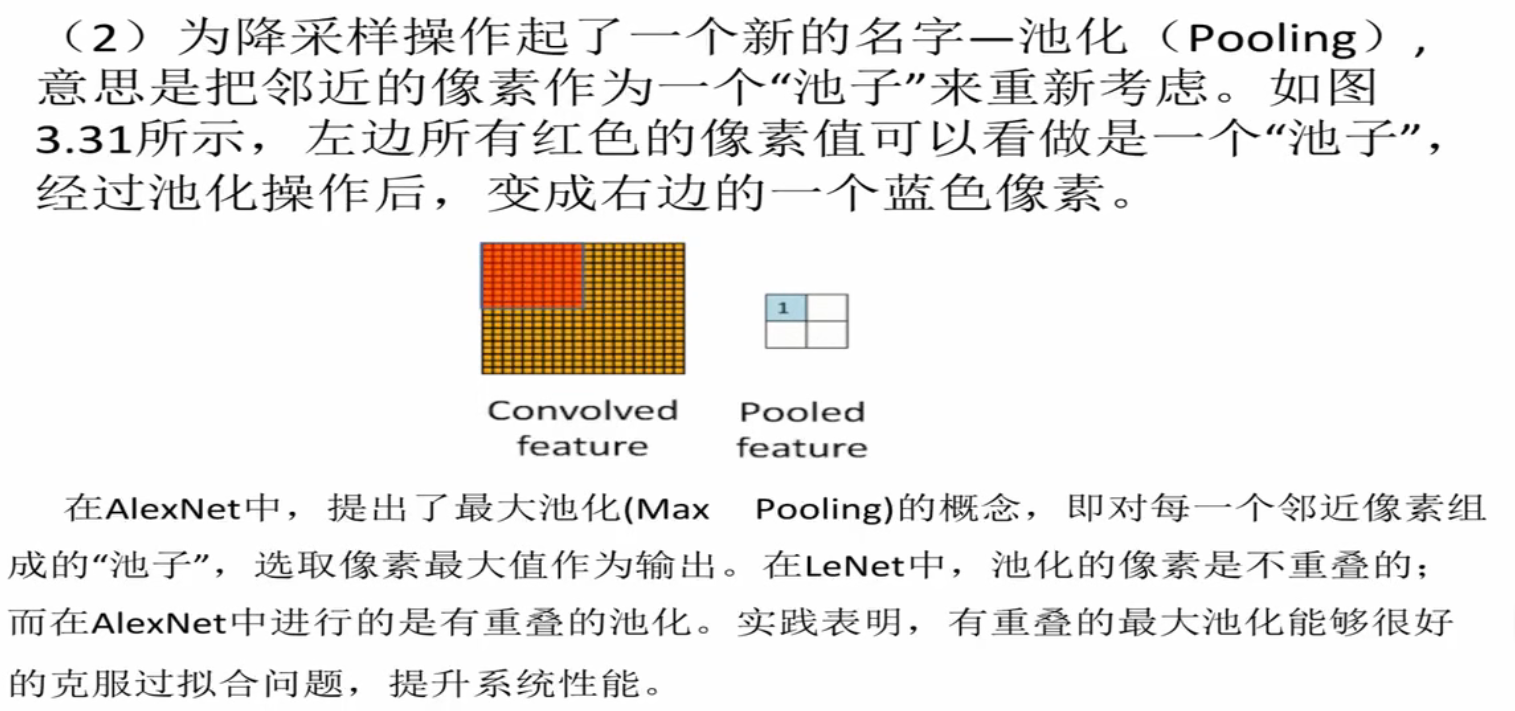 （2）为降采样操作起了一个新的名字—池化（Pooling），
意思是把邻近的像素作为一个“池子”来重新考虑。如图
3.31所示，左边所有红色的像素值可以看做是一个“池子”，
经过池化操作后，变成右边的一个蓝色像素。
1
Convolved
feature
Pooled
feature
在AlexNet中，提出了最大池化(Max Pooling)的概念，即对每一个邻近像素组
成的“池子”，选取像素最大值作为输出。在LeNet中，池化的像素是不重叠的；
而在AlexNet中进行的是有重叠的池化。实践表明，有重叠的最大池化能够很好
的克服过拟合问题，提升系统性能。